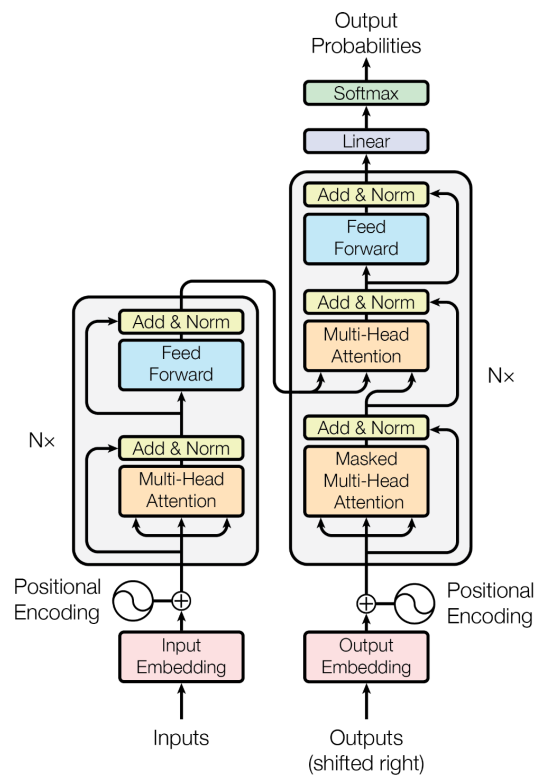 Output
Probabilities
Softmax
Linear
Add & Norm
Feed
Forward
Add & Norm
Multi-Head
Attention
Add & Norm
Masked
Multi-Head
Attention
N×
Positional
Encoding
Output
Embedding
Outputs
(shifted right)
Add & Norm
Feed
Forward
Add & Norm
Multi-Head
Attention
N×
Positional
Encoding
Input
Embedding
Inputs